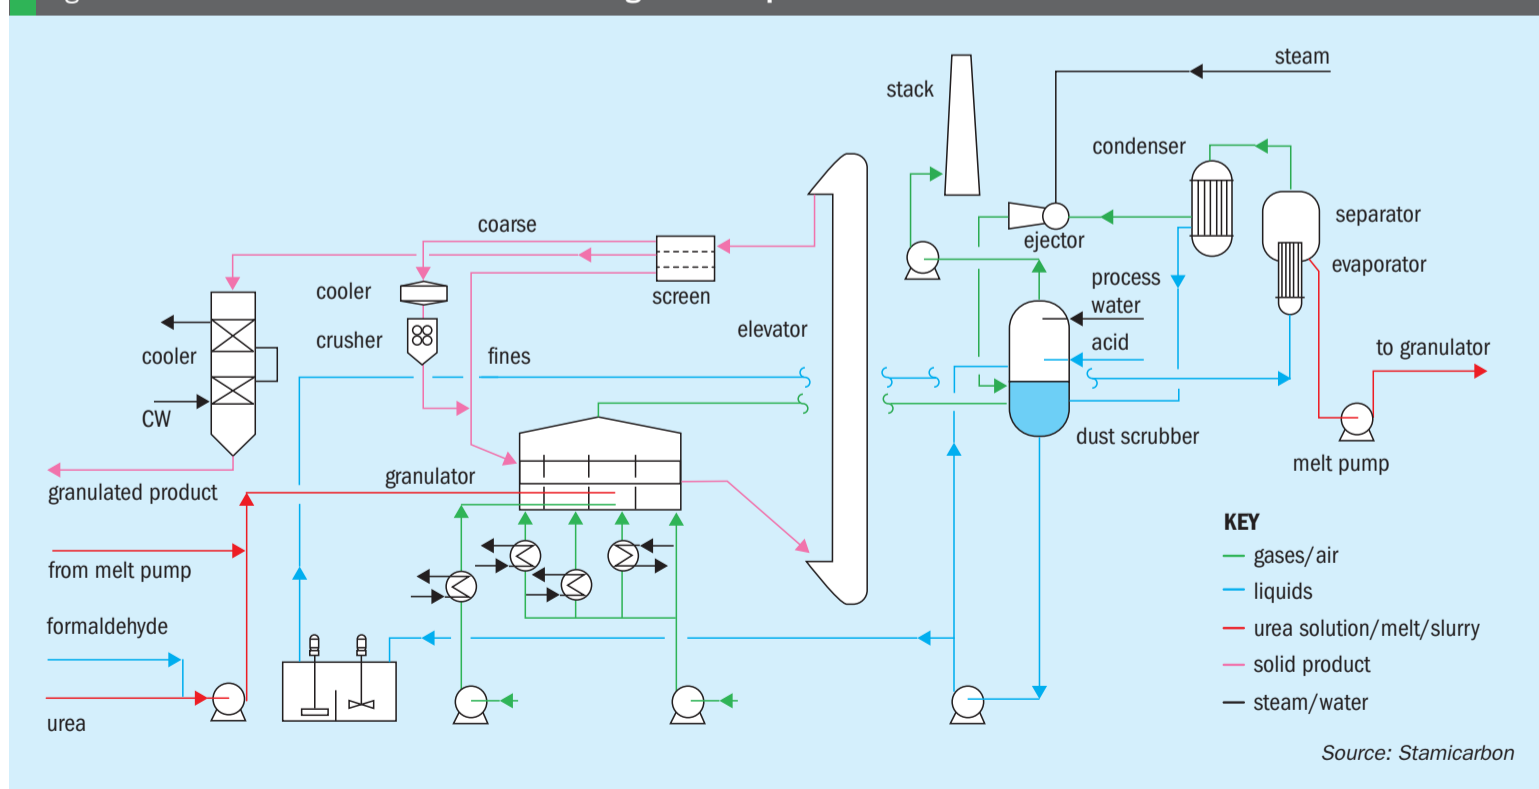 steam
stack
condenser
separator
ejector
evaporator
coarse
process
water
cooler
screen
crusher
elevator
acid
to granulator
cooler
fines
CW
dust scrubber
melt pump
granulator
granulated product
from melt pump
formaldehyde
urea
KEY
gases/air
liquids
urea solution/melt/slurry
solid product
steam/water
Source: Stamicarbon